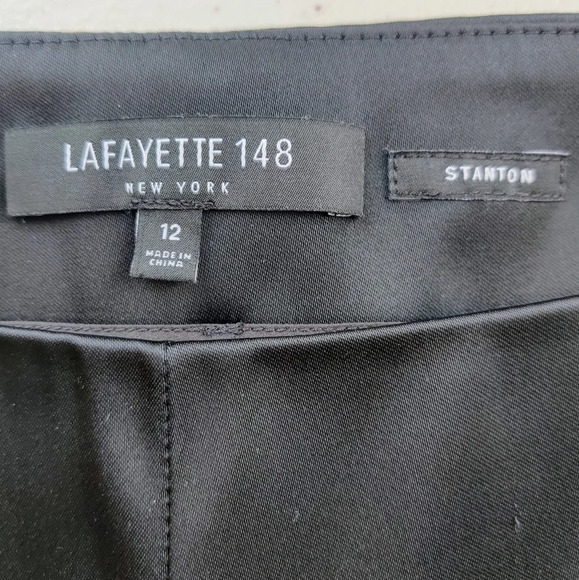 LAFAYETTE 148
NEW YORK
STANTON
12
MADE IN
CHINA